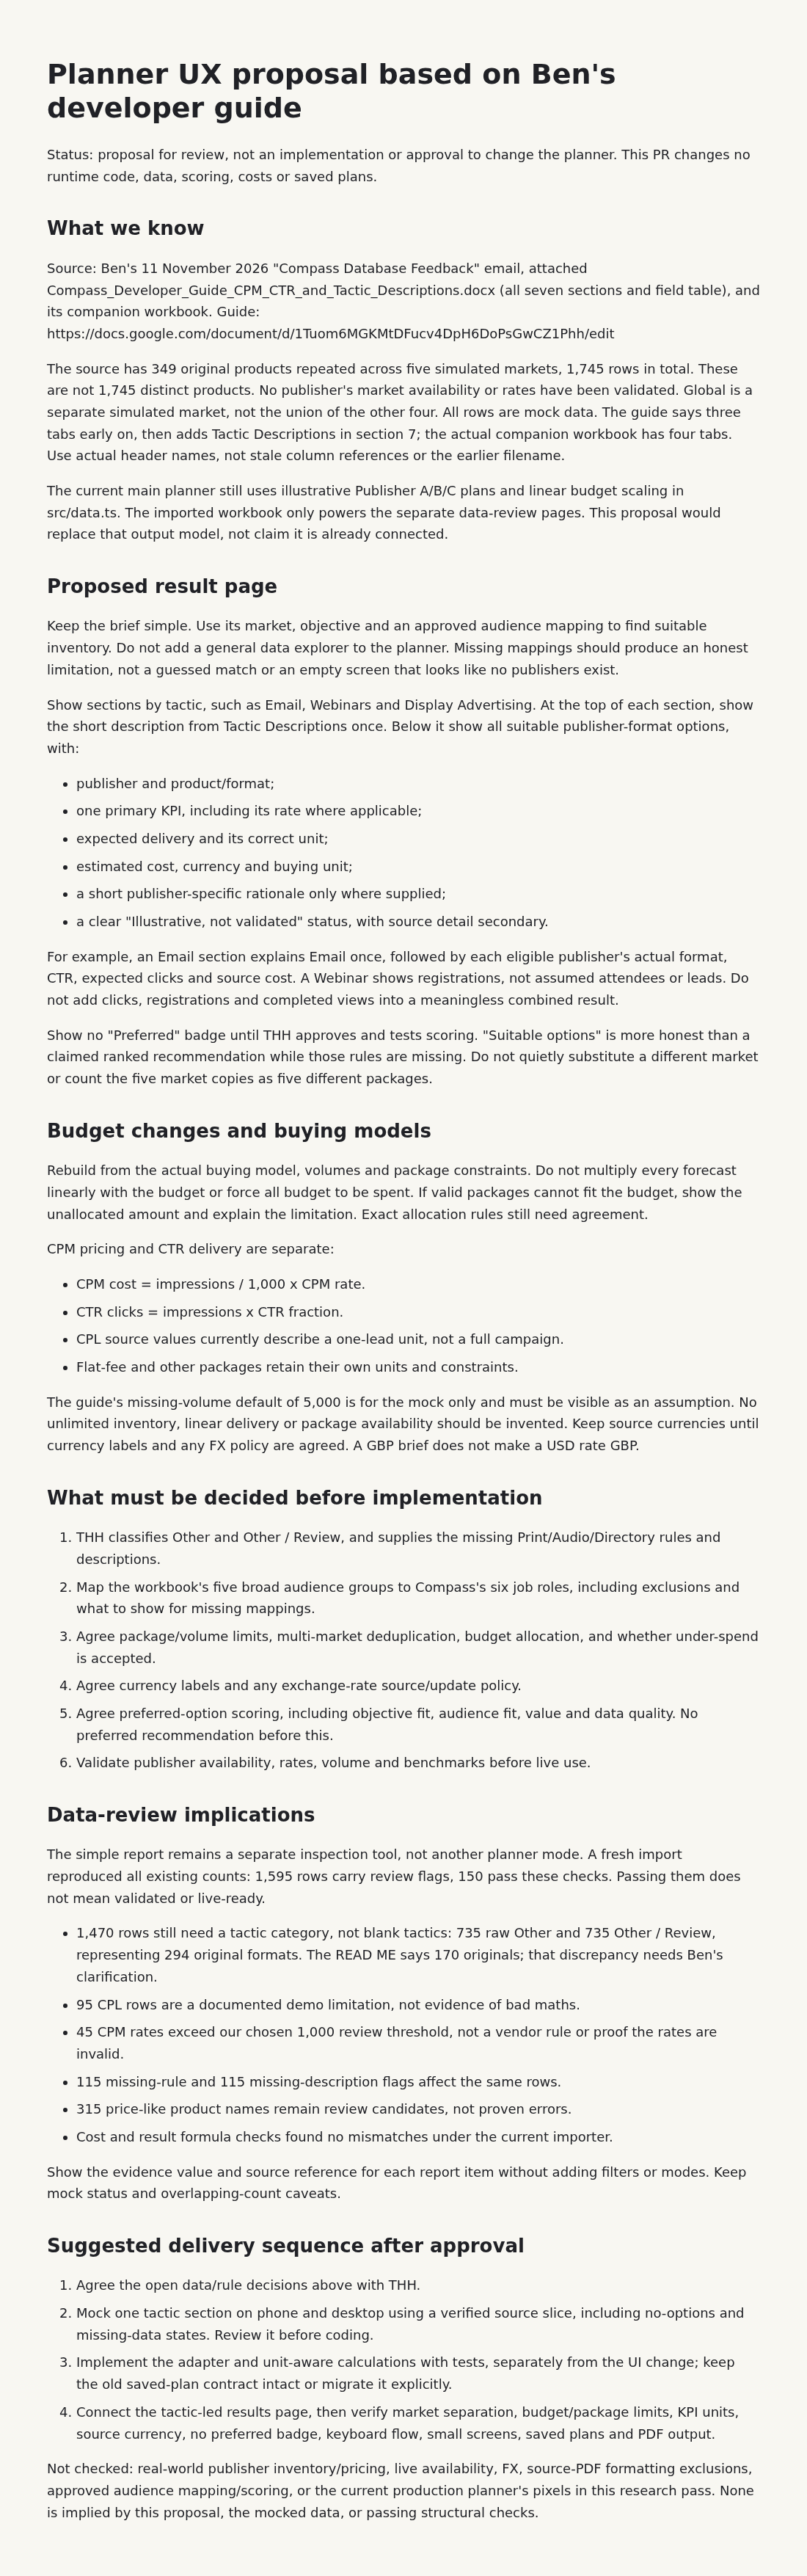 Planner UX proposal based on Ben's
developer guide
Status: proposal for review, not an implementation or approval to change the planner. This PR changes no
runtime code, data, scoring, costs or saved plans.
What we know
Source: Ben's 11 November 2026 "Compass Database Feedback" email, attached
Compass_Developer_Guide_CPM_CTR_and_Tactic_Descriptions.docx (all seven sections and field table), and
its companion workbook. Guide:
https://docs.google.com/document/d/1Tuom6MGKMtDFucv4DpH6DoPsGwCZ1Phh/edit
The source has 349 original products repeated across five simulated markets, 1,745 rows in total. These
are not 1,745 distinct products. No publisher's market availability or rates have been validated. Global is a
separate simulated market, not the union of the other four. All rows are mock data. The guide says three
tabs early on, then adds Tactic Descriptions in section 7; the actual companion workbook has four tabs.
Use actual header names, not stale column references or the earlier filename.
The current main planner still uses illustrative Publisher A/B/C plans and linear budget scaling in
src/data.ts. The imported workbook only powers the separate data-review pages. This proposal would
replace that output model, not claim it is already connected.
Proposed result page
Keep the brief simple. Use its market, objective and an approved audience mapping to find suitable
inventory. Do not add a general data explorer to the planner. Missing mappings should produce an honest
limitation, not a guessed match or an empty screen that looks like no publishers exist.
Show sections by tactic, such as Email, Webinars and Display Advertising. At the top of each section, show
the short description from Tactic Descriptions once. Below it show all suitable publisher-format options,
with:
• publisher and product/format;
• one primary KPI, including its rate where applicable;
• expected delivery and its correct unit;
• estimated cost, currency and buying unit;
• a short publisher-specific rationale only where supplied;
• a clear "Illustrative, not validated" status, with source detail secondary.
For example, an Email section explains Email once, followed by each eligible publisher's actual format,
CTR, expected clicks and source cost. A Webinar shows registrations, not assumed attendees or leads. Do
not add clicks, registrations and completed views into a meaningless combined result.
Show no "Preferred" badge until THH approves and tests scoring. "Suitable options" is more honest than a
claimed ranked recommendation while those rules are missing. Do not quietly substitute a different market
or count the five market copies as five different packages.
Budget changes and buying models
Rebuild from the actual buying model, volumes and package constraints. Do not multiply every forecast
linearly with the budget or force all budget to be spent. If valid packages cannot fit the budget, show the
unallocated amount and explain the limitation. Exact allocation rules still need agreement.
CPM pricing and CTR delivery are separate:
• CPM cost = impressions / 1,000 x CPM rate.
• CTR clicks = impressions x CTR fraction.
• CPL source values currently describe a one-lead unit, not a full campaign.
• Flat-fee and other packages retain their own units and constraints.
The guide's missing-volume default of 5,000 is for the mock only and must be visible as an assumption. No
unlimited inventory, linear delivery or package availability should be invented. Keep source currencies until
currency labels and any FX policy are agreed. A GBP brief does not make a USD rate GBP.
What must be decided before implementation
1. THH classifies Other and Other / Review, and supplies the missing Print/Audio/Directory rules and
descriptions.
2. Map the workbook's five broad audience groups to Compass's six job roles, including exclusions and
what to show for missing mappings.
3. Agree package/volume limits, multi-market deduplication, budget allocation, and whether under-spend
is accepted.
4. Agree currency labels and any exchange-rate source/update policy.
5. Agree preferred-option scoring, including objective fit, audience fit, value and data quality. No
preferred recommendation before this.
6. Validate publisher availability, rates, volume and benchmarks before live use.
Data-review implications
The simple report remains a separate inspection tool, not another planner mode. A fresh import
reproduced all existing counts: 1,595 rows carry review flags, 150 pass these checks. Passing them does
not mean validated or live-ready.
• 1,470 rows still need a tactic category, not blank tactics: 735 raw Other and 735 Other / Review,
representing 294 original formats. The READ ME says 170 originals; that discrepancy needs Ben's
clarification.
• 95 CPL rows are a documented demo limitation, not evidence of bad maths.
• 45 CPM rates exceed our chosen 1,000 review threshold, not a vendor rule or proof the rates are
invalid.
• 115 missing-rule and 115 missing-description flags affect the same rows.
• 315 price-like product names remain review candidates, not proven errors.
• Cost and result formula checks found no mismatches under the current importer.
Show the evidence value and source reference for each report item without adding filters or modes. Keep
mock status and overlapping-count caveats.
Suggested delivery sequence after approval
1. Agree the open data/rule decisions above with THH.
2. Mock one tactic section on phone and desktop using a verified source slice, including no-options and
missing-data states. Review it before coding.
3. Implement the adapter and unit-aware calculations with tests, separately from the UI change; keep
the old saved-plan contract intact or migrate it explicitly.
4. Connect the tactic-led results page, then verify market separation, budget/package limits, KPI units,
source currency, no preferred badge, keyboard flow, small screens, saved plans and PDF output.
Not checked: real-world publisher inventory/pricing, live availability, FX, source-PDF formatting exclusions,
approved audience mapping/scoring, or the current production planner's pixels in this research pass. None
is implied by this proposal, the mocked data, or passing structural checks.